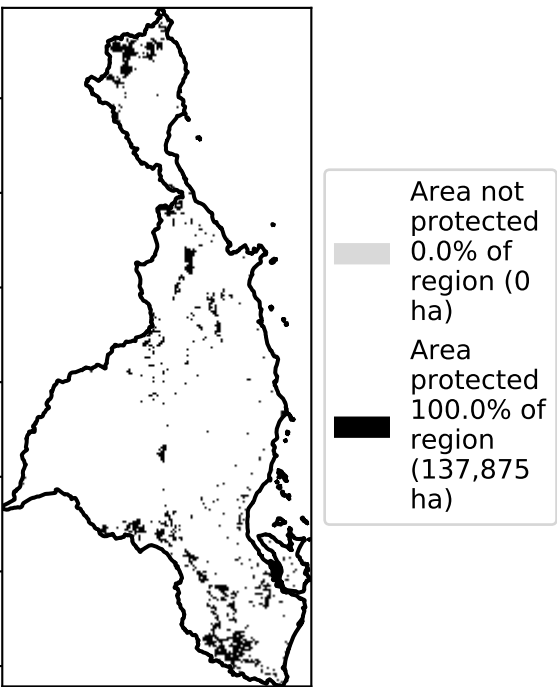 Area not
protected
0.0% of
region (0
ha)
Area
protected
100.0% of
region
(137,875
ha)